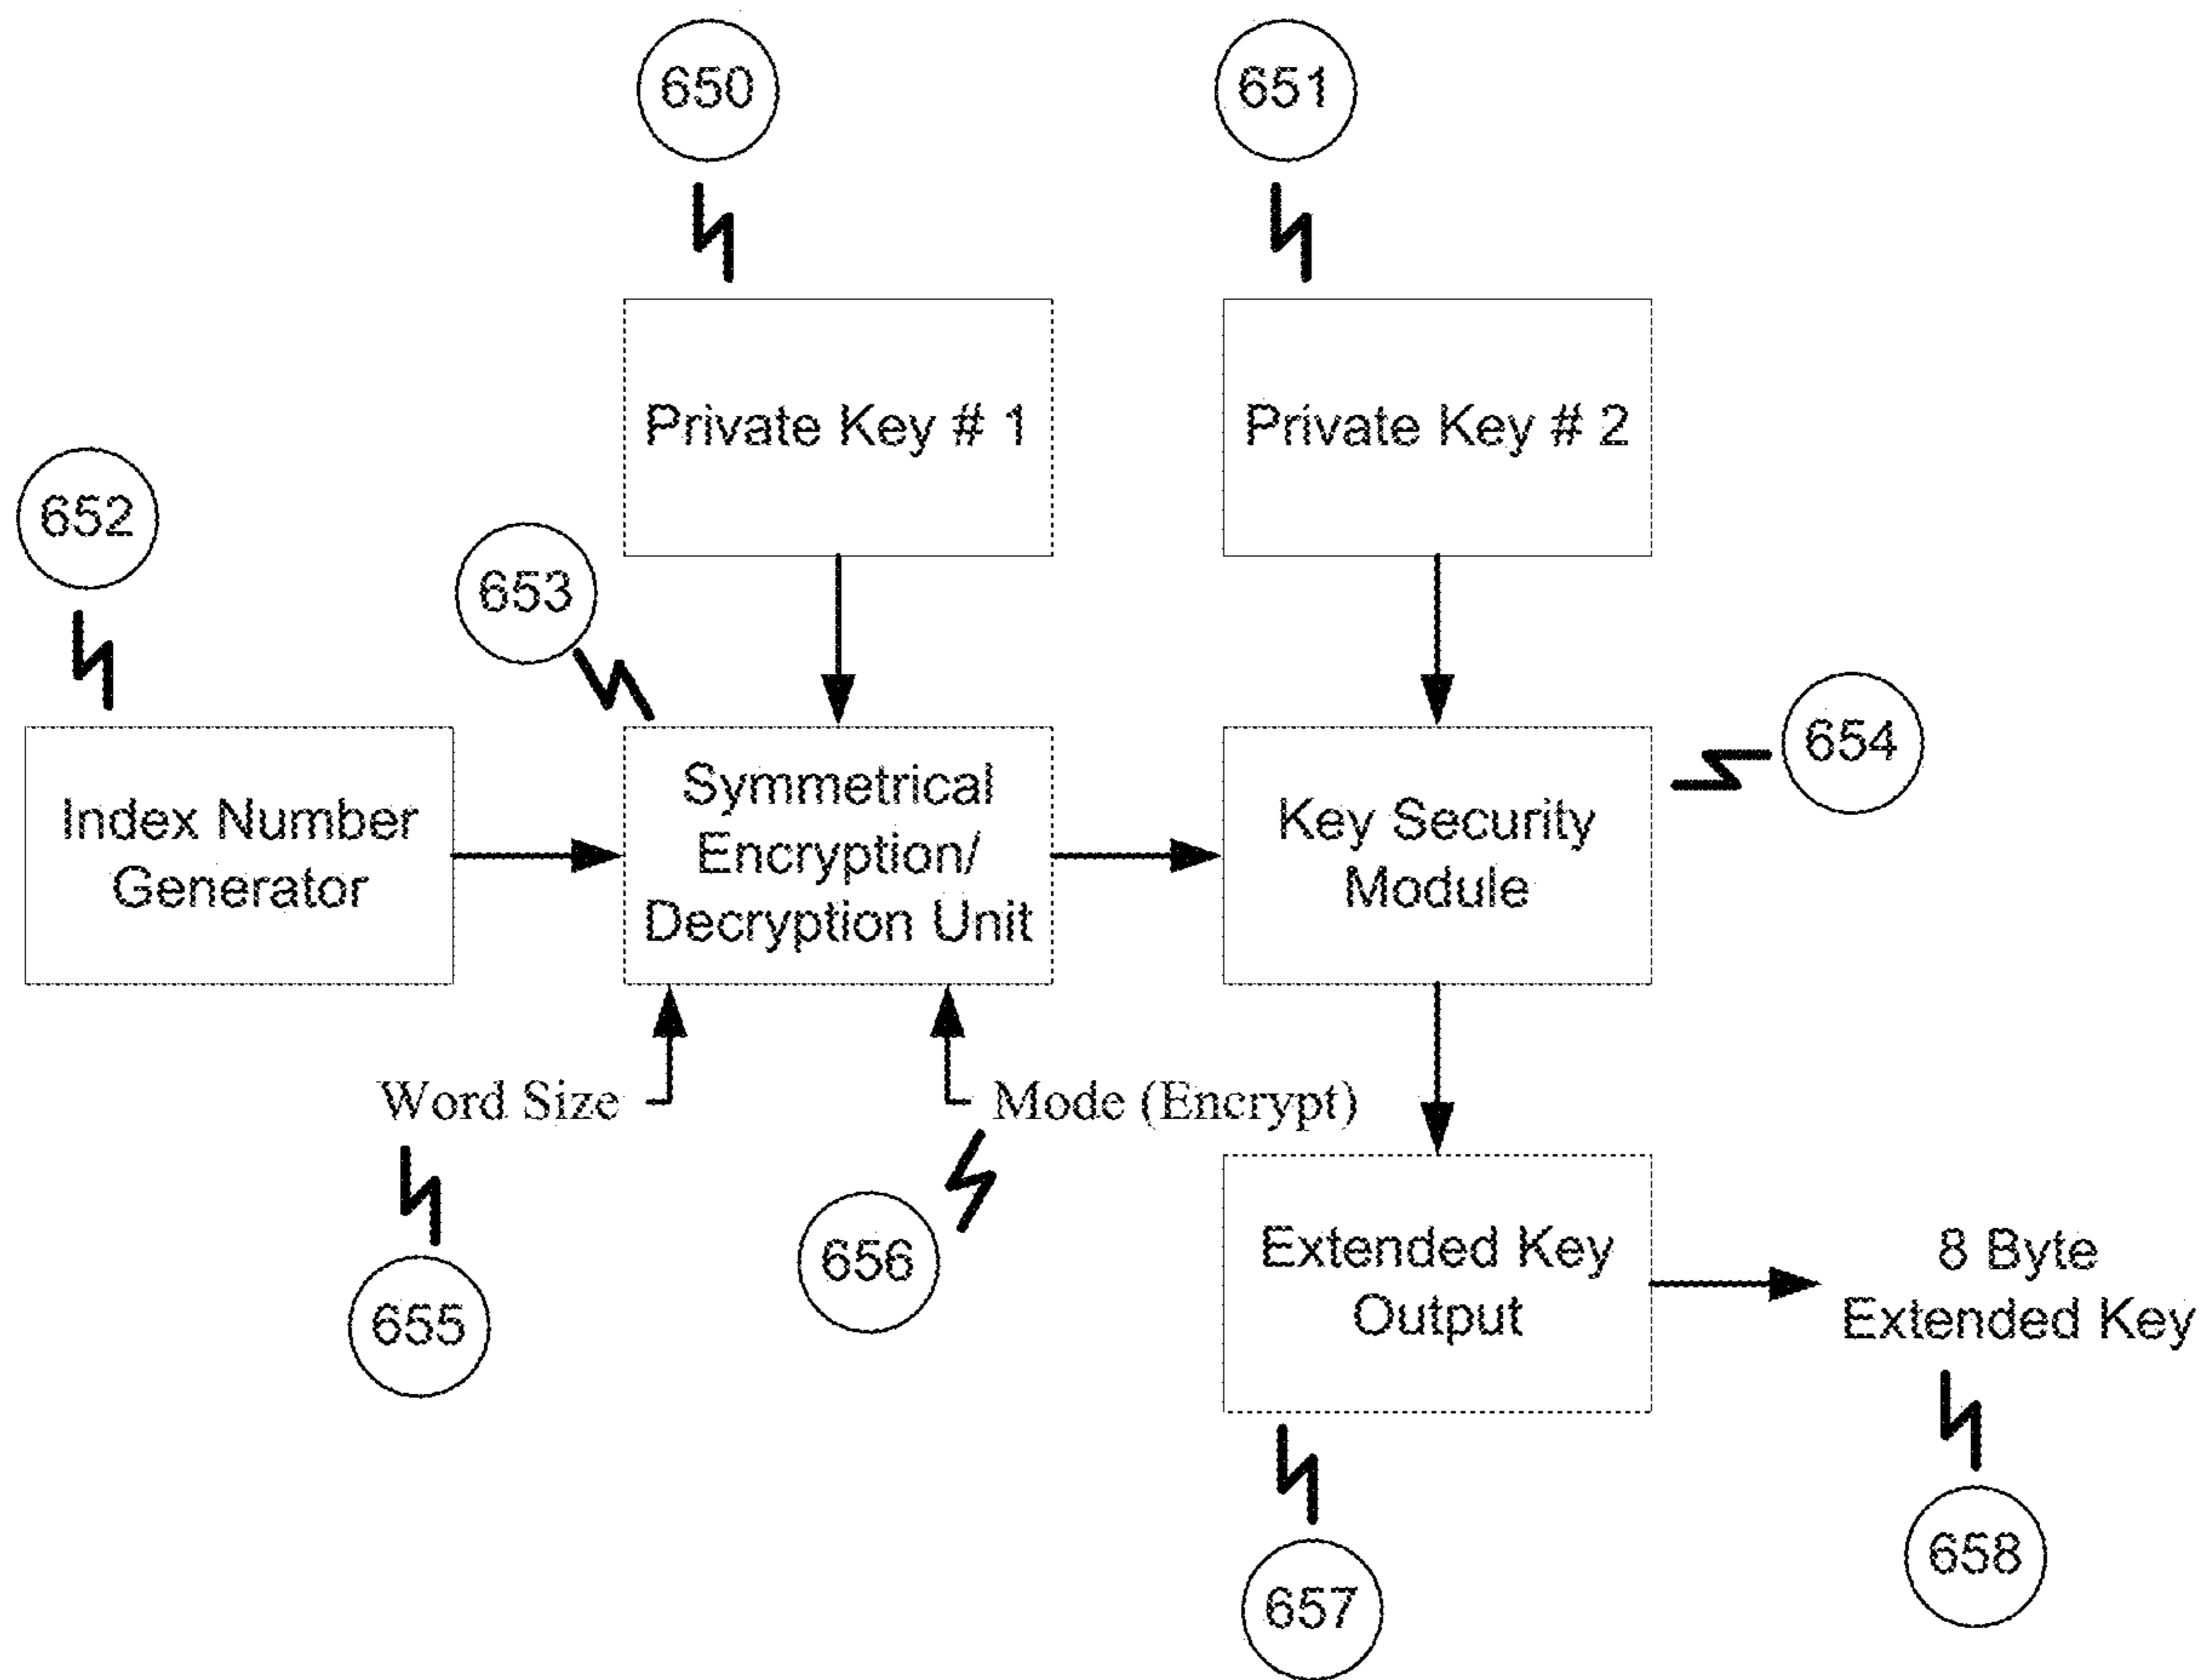 650
651
Private Key # 1
Private Key # 2
652
653
654
Index Number
Generator
Symmetrical
Encryption/
Decryption Unit
Key Security
Module
Word Size
Mode (Encrypt)
655
656
Extended Key
Output
8 Byte
Extended Key
657
658